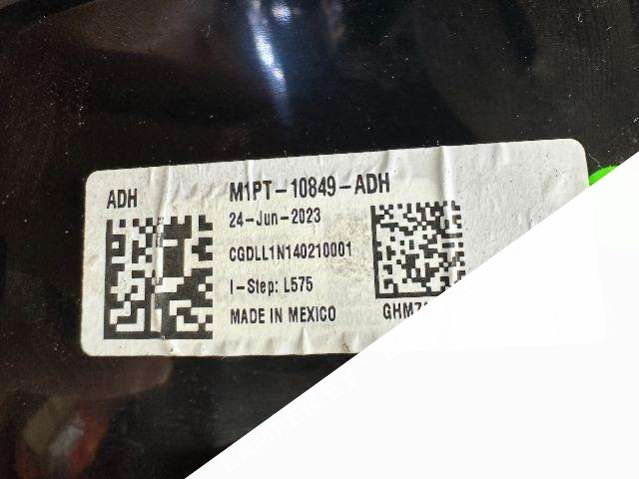 ADH
M1PT-10849-ADH
24-Jun-2023
CGDLL1N140210001
I-Step: L575
MADE IN MEXICO